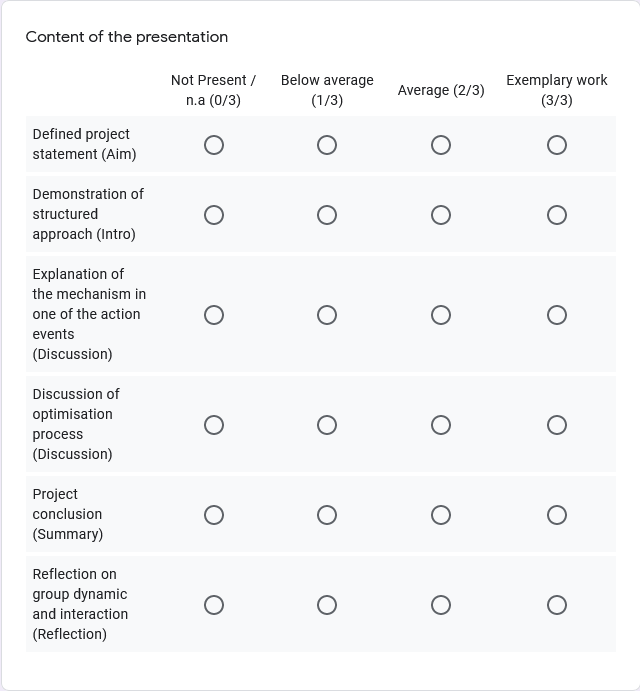 Content of the presentation
Not Present /
n.a (0/3)
Below average
(1/3)
Average (2/3)
Exemplary work
(3/3)
Defined project
statement (Aim)
Demonstration of
structured
approach (Intro)
Explanation of
the mechanism in
one of the action
events
(Discussion)
Discussion of
optimisation
process
(Discussion)
Project
conclusion
(Summary)
Reflection on
group dynamic
and interaction
(Reflection)